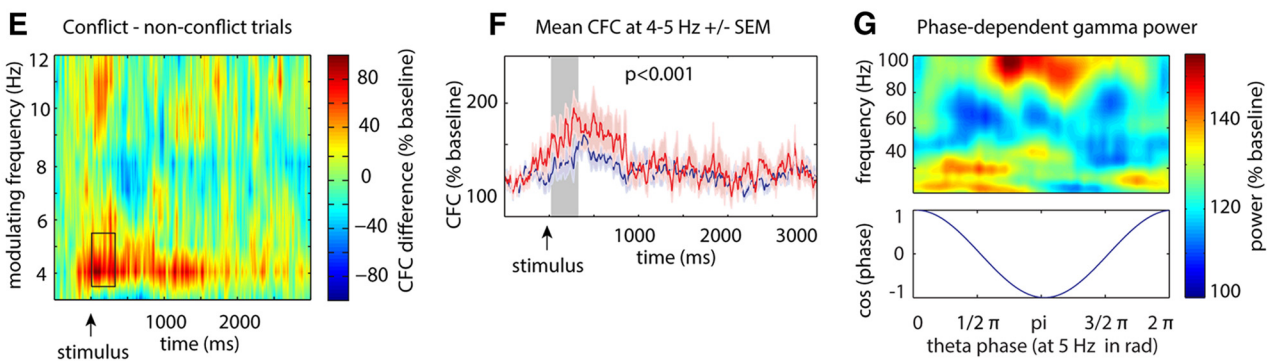 E
Conflict - non-conflict trials
modulating frequency (Hz)
12
10
8
6
4
1000
2000
stimulus
time (ms)
80
40
0
−40
−80
CFC difference (% baseline)
F
Mean CFC at 4-5 Hz +/- SEM
p<0.001
CFC (% baseline)
200
100
1000
2000
3000
stimulus
time (ms)
G
Phase-dependent gamma power
frequency (Hz)
100
80
60
40
cos (phase)
1
0
-1
0
1/2 π
pi
3/2 π
2 π
theta phase (at 5 Hz in rad)
140
120
100
power (% baseline)